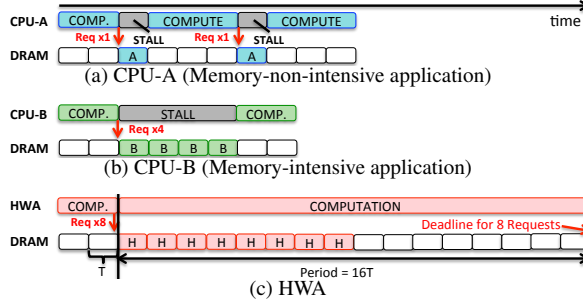 time
CPU-A COMP. COMPUTE COMPUTE
Req x1 STALL Req x1 STALL
DRAM A A
(a) CPU-A (Memory-non-intensive application)
CPU-B COMP. STALL COMP.
Req x4
DRAM B B B B
(b) CPU-B (Memory-intensive application)
HWA COMP. COMPUTATION
Req x8 Deadline for 8 Requests
DRAM H H H H H H H H
T Period = 16T
(c) HWA